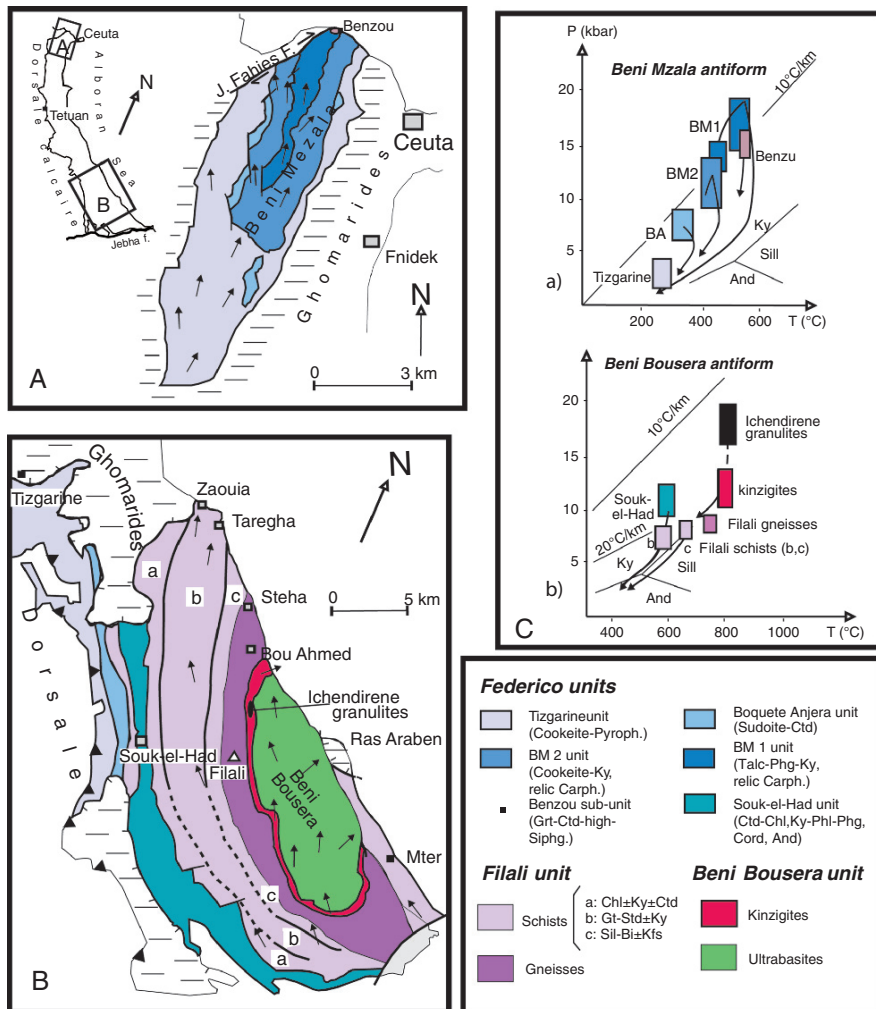 Ceuta
A
Dorsale Calcaire
Alboran Sea
N
Tetuan
B
Jebha f.
Benzou
J. Fahies F.
Beni Mezala
Ceuta
Ghomarides
Fnidek
N
A
0 3 km
P (kbar)
Beni Mzala antiform
10°C/km
20
15
10
5
BM1
Benzu
BM2
BA
Ky
Sill
And
Tizgarine
a)
200 400 600 T (°C)
Beni Bousera antiform
20
15
10
5
10°C/km
Ichendirene
granulites
Souk-
el-Had
kinzigites
20°C/km
Filali gneisses
b
c
Filali schists (b,c)
Ky
Sill
And
b)
C
400 600 800 1000 T (°C)
Ghomarides
N
Tizgarine
Zaouia
Taregha
a
b
c
Steha
0 5 km
Dorsale
Bou Ahmed
Ichendirene
granulites
Ras Araben
Souk-el-Had
Filali
Beni
Bousera
Mter
c
b
a
B
Federico units
Tizgarineunit
(Cookeite-Pyroph.)
BM 2 unit
(Cookeite-Ky,
relic Carph.)
Benzou sub-unit
(Grt-Ctd-high-
Siphg.)
Boquete Anjera unit
(Sudoite-Ctd)
BM 1 unit
(Talc-Phg-Ky,
relic Carph.)
Souk-el-Had unit
(Ctd-Chl,Ky-Phl-Phg,
Cord, And)
Filali unit
Schists
a: Chl±Ky±Ctd
b: Gt-Std±Ky
c: Sil-Bi±Kfs
Gneisses
Beni Bousera unit
Kinzigites
Ultrabasites